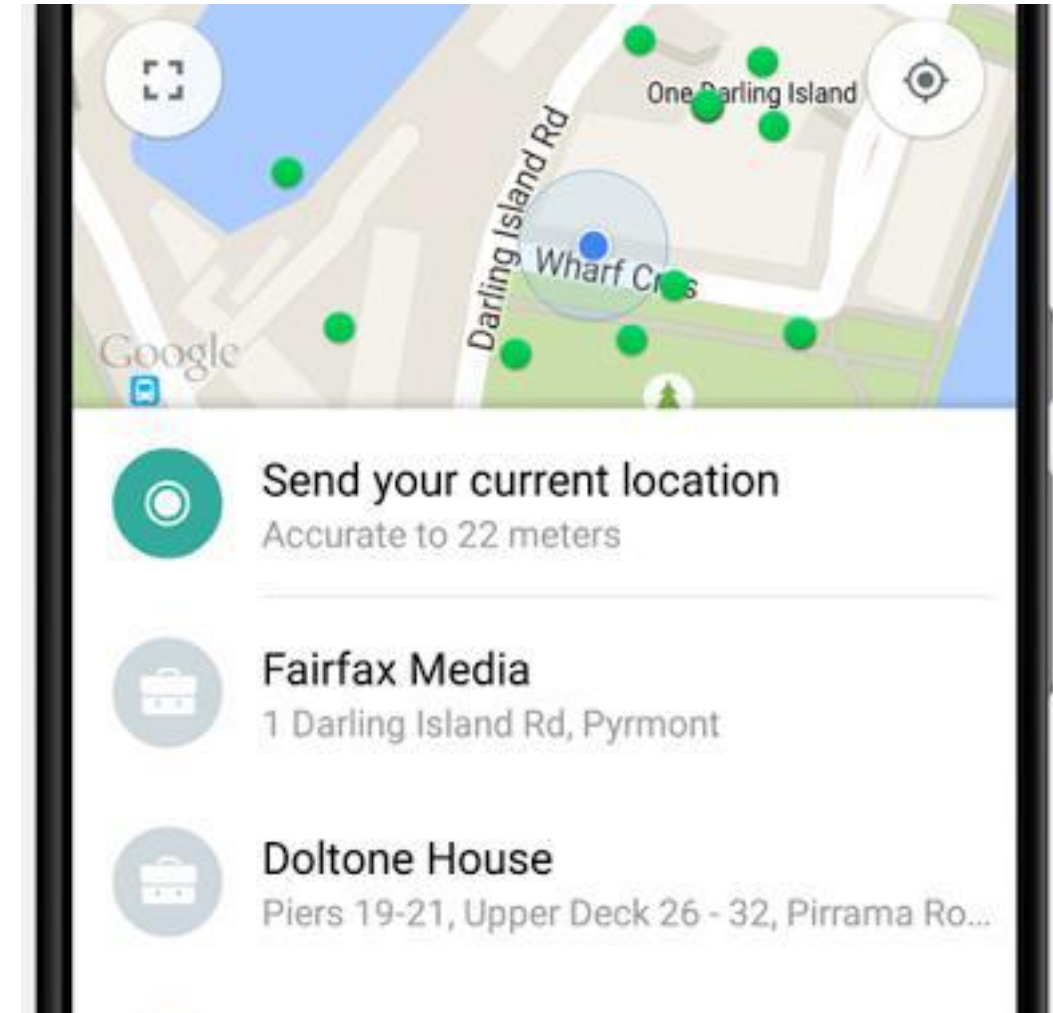 One Darling Island
Darling Island Rd
Wharf Cres
Google
Send your current location
Accurate to 22 meters
Fairfax Media
1 Darling Island Rd, Pyrmont
Doltone House
Piers 19-21, Upper Deck 26 - 32, Pirrama Ro...